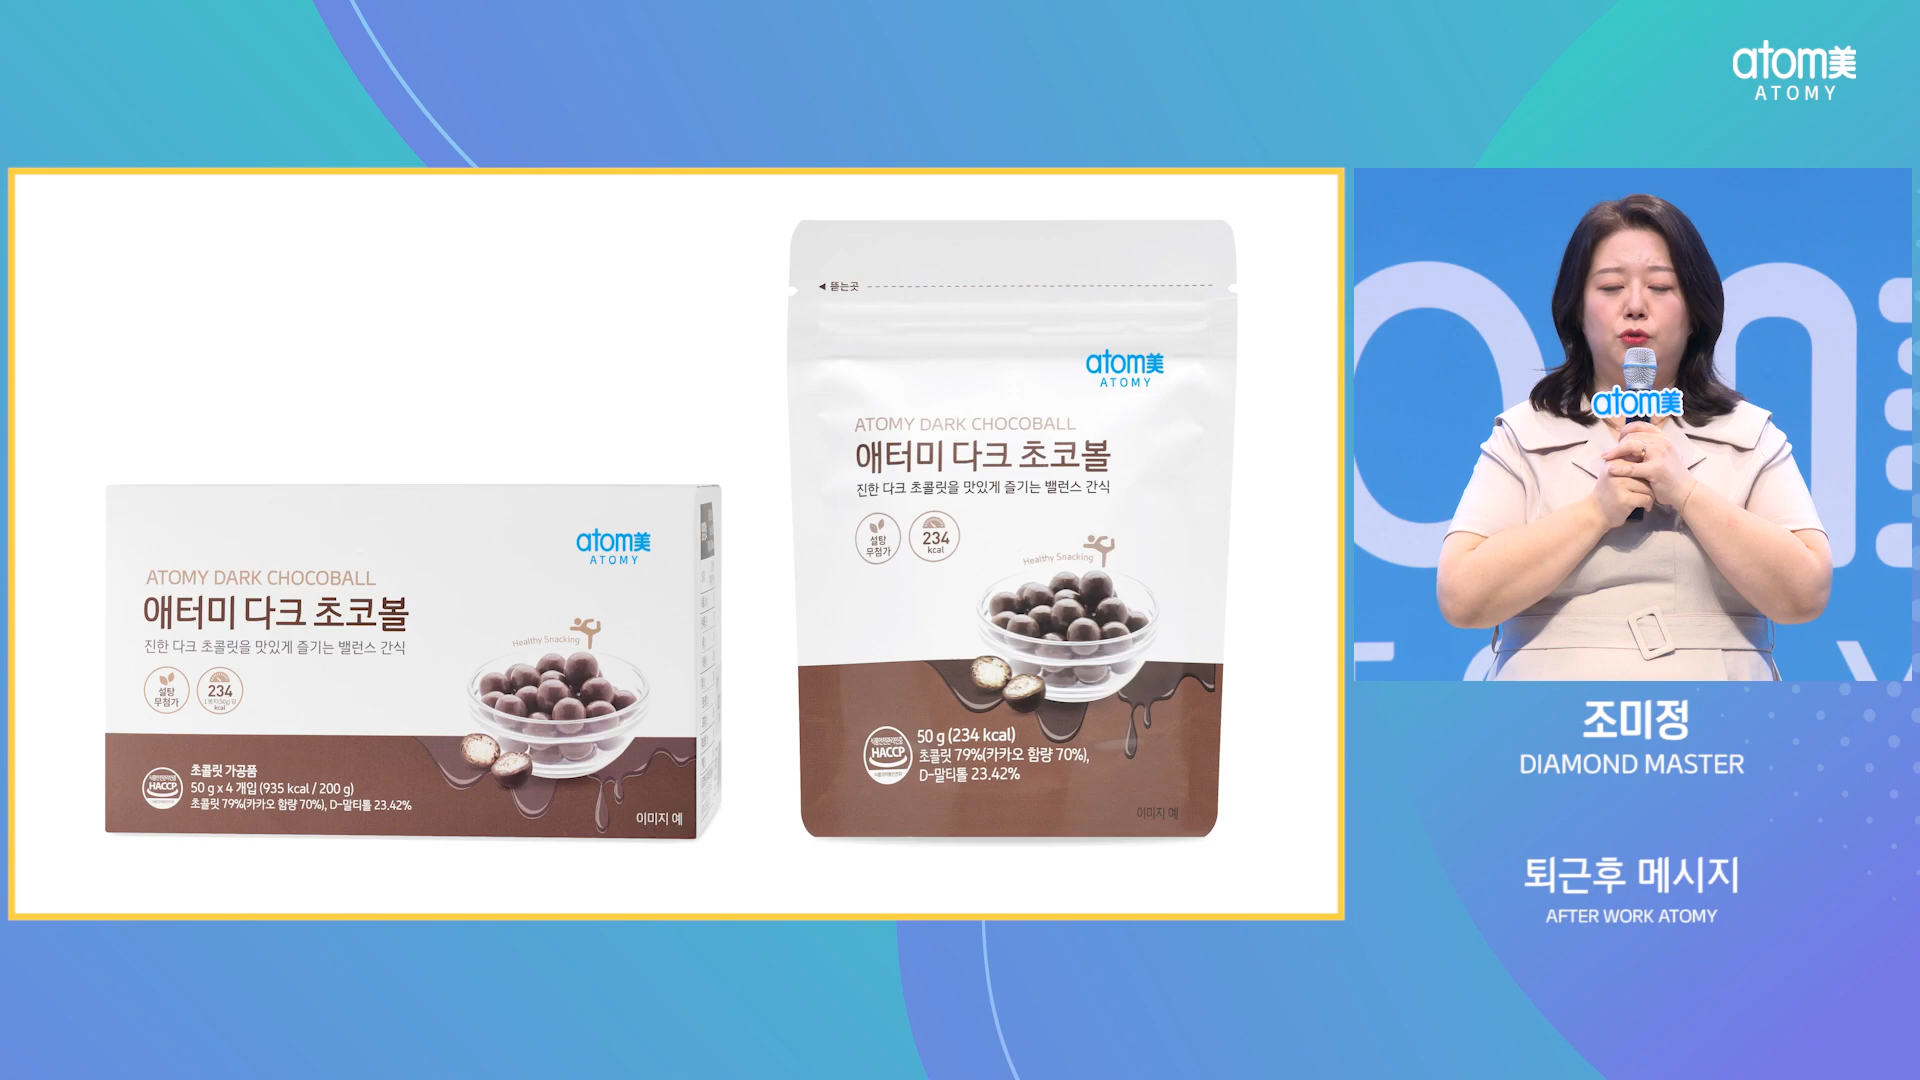 atom美
ATOMY
atom美
ATOMY
ATOMY DARK CHOCOBALL
애터미 다크 초코볼
진한 다크 초콜릿을 맛있게 즐기는 밸런스 간식
설탕
무첨가
234
kcal
Healthy Snacking
HACCP
초콜릿 가공품
50 g x 4 개입 (935 kcal / 200 g)
초콜릿 79%(카카오 함량 70%), D-말티톨 23.42%
이미지 예
◀ 뜯는곳
atom美
ATOMY
ATOMY DARK CHOCOBALL
애터미 다크 초코볼
진한 다크 초콜릿을 맛있게 즐기는 밸런스 간식
설탕
무첨가
234
kcal
Healthy Snacking
HACCP
50 g (234 kcal)
초콜릿 79%(카카오 함량 70%),
D-말티톨 23.42%
이미지 예
atom美
조미정
DIAMOND MASTER
퇴근후 메시지
AFTER WORK ATOMY